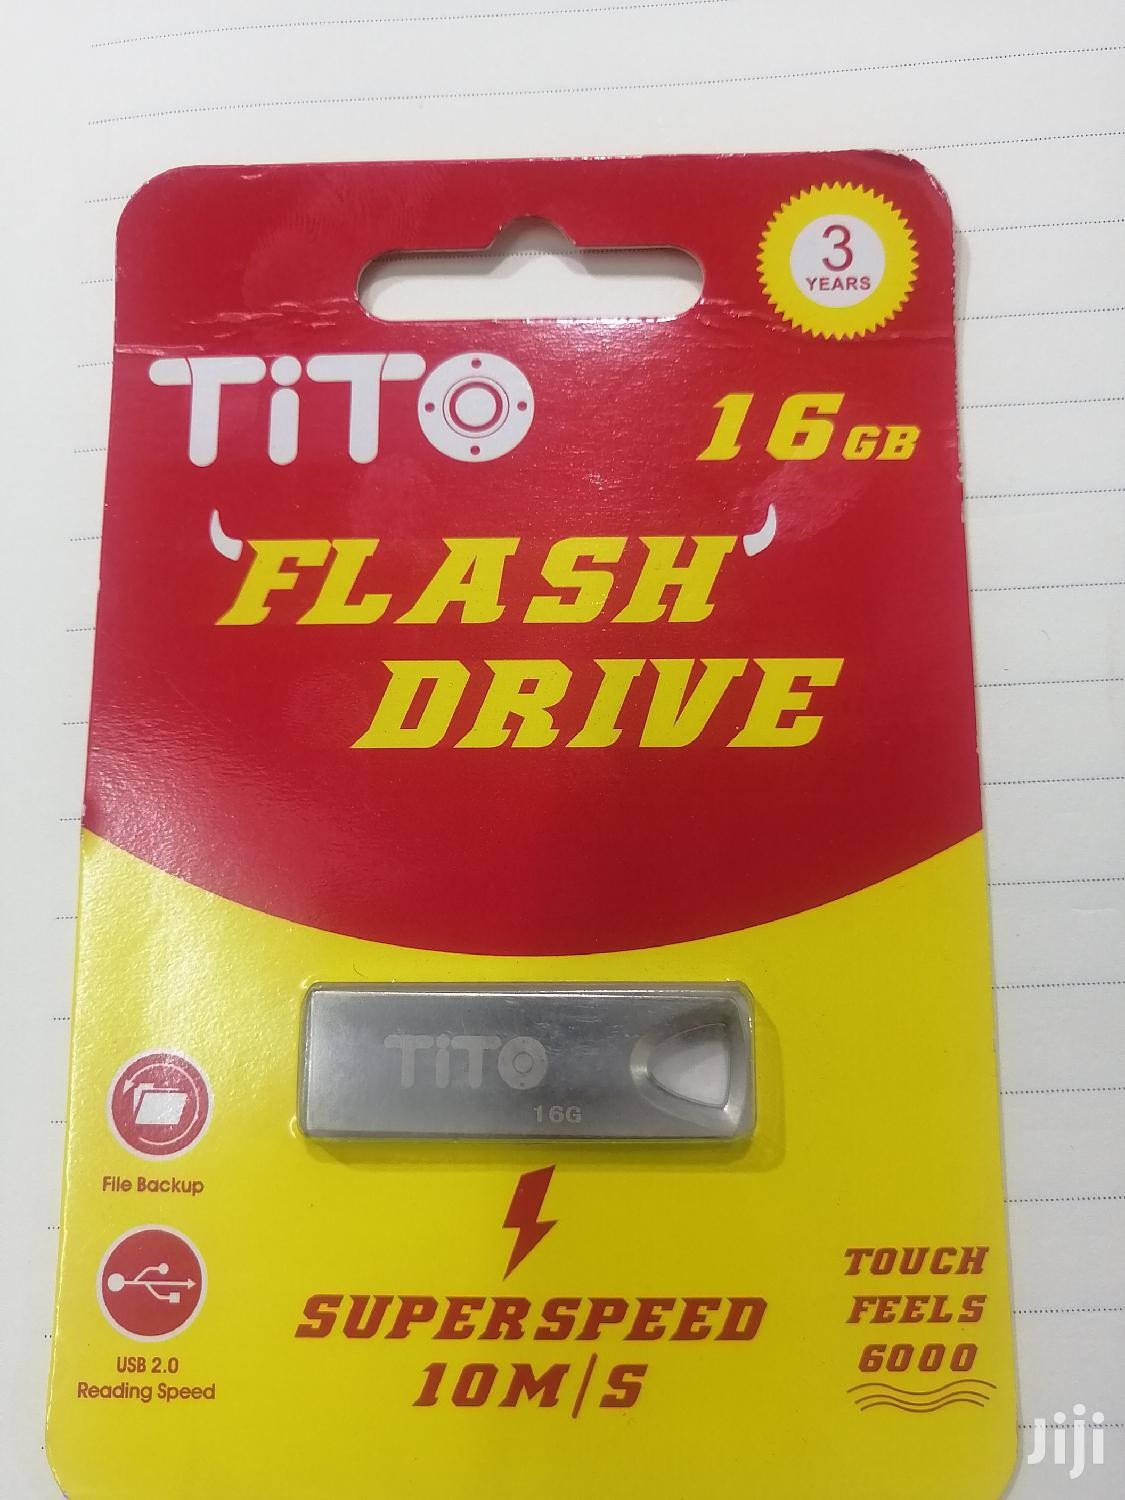 3
YEARS
TiTO
16GB
FLASH
DRIVE
TiTO
16G
File Backup
USB 2.0
Reading Speed
SUPERSPEED
10M/S
TOUCH
FEELS
6000
Jiji